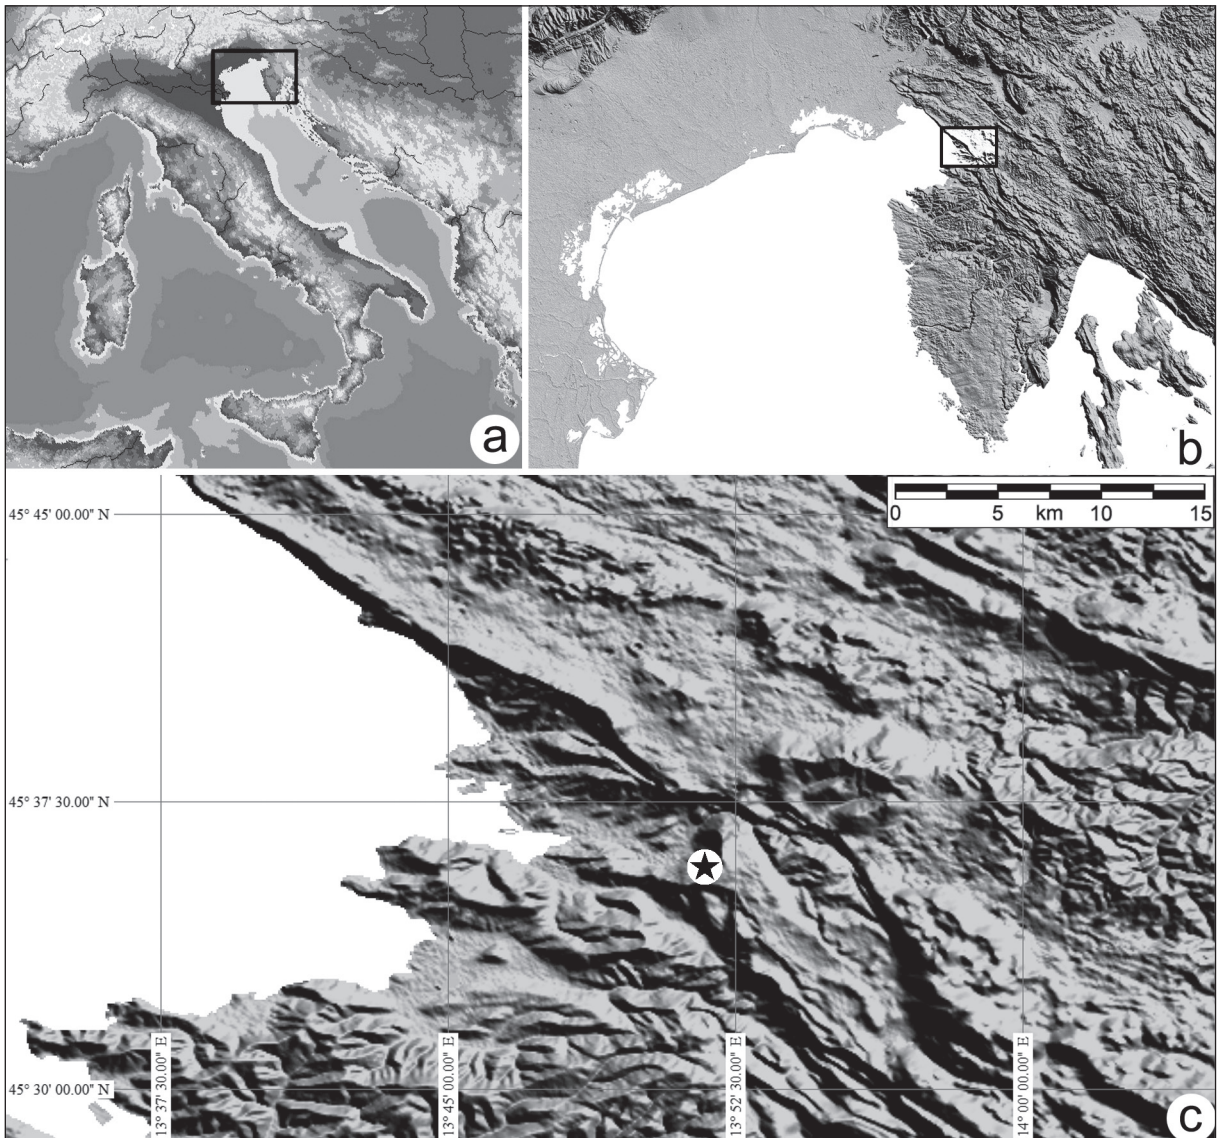 a
b
0 5 km 10 15
45° 45' 00.00" N
45° 37' 30.00" N
45° 30' 00.00" N
13° 37' 30.00" E
13° 45' 00.00" E
13° 52' 30.00" E
14° 00' 00.00" E
c